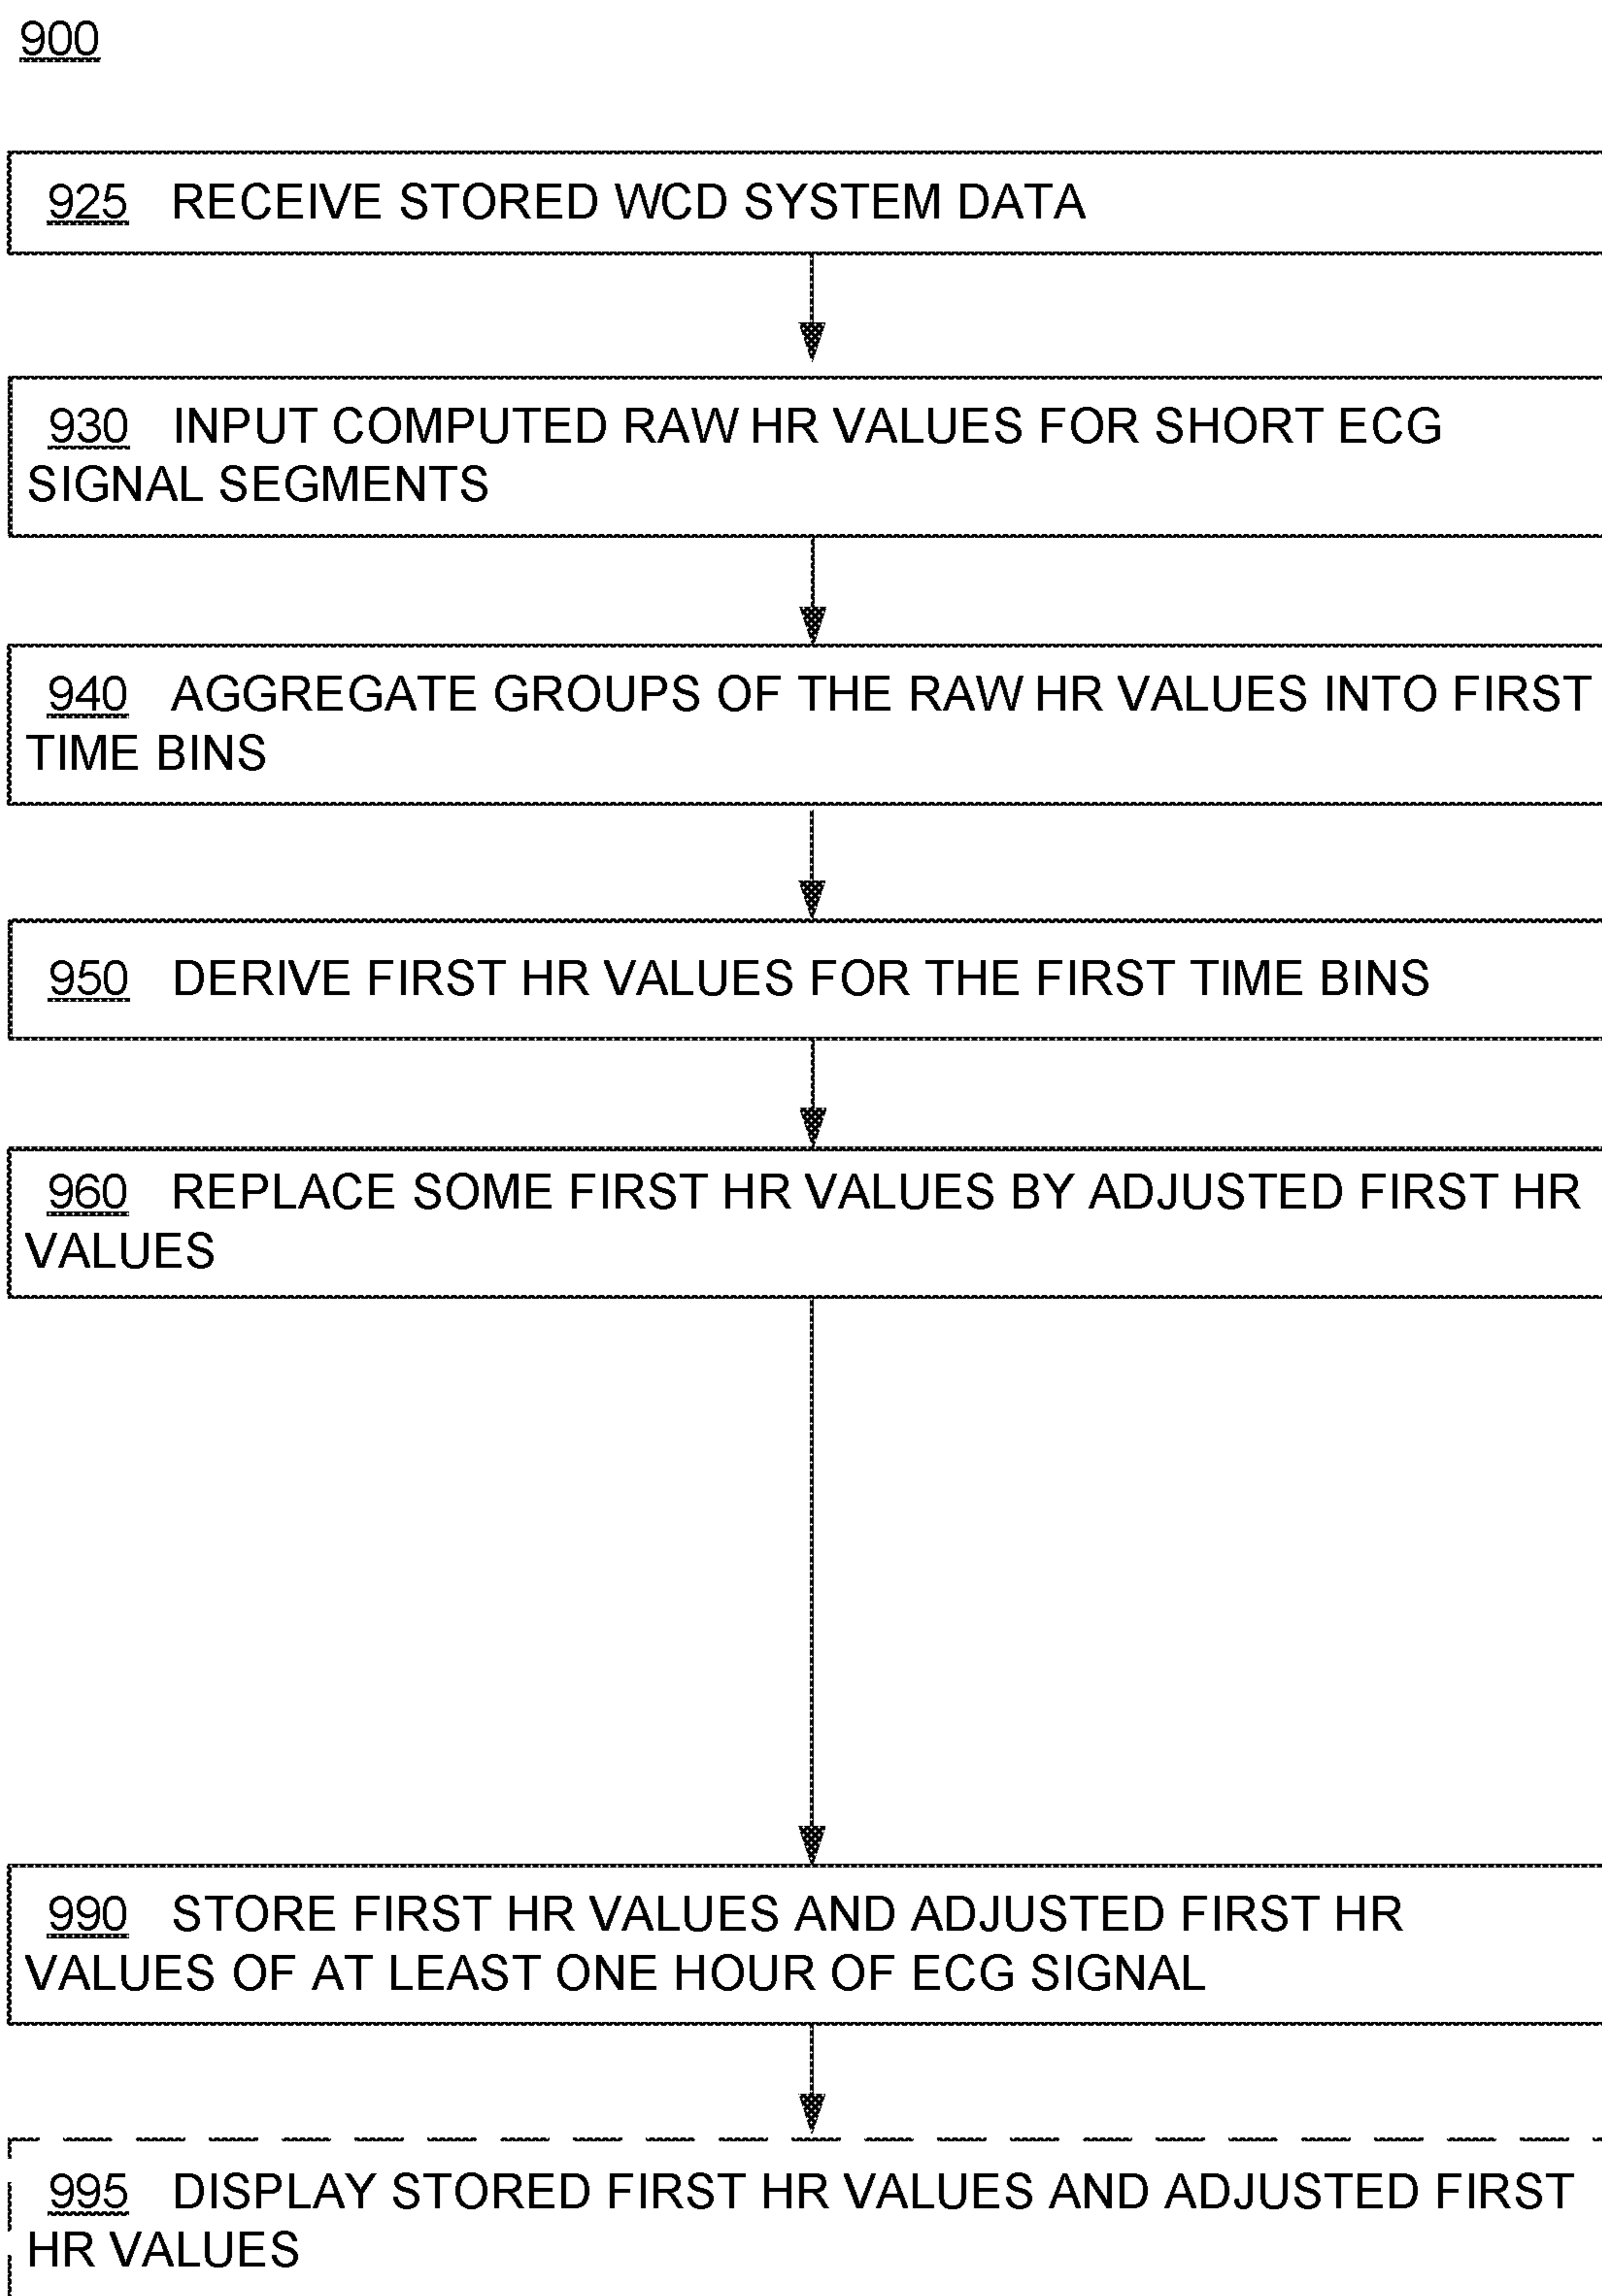 900
925 RECEIVE STORED WCD SYSTEM DATA
930 INPUT COMPUTED RAW HR VALUES FOR SHORT ECG
SIGNAL SEGMENTS
940 AGGREGATE GROUPS OF THE RAW HR VALUES INTO FIRST
TIME BINS
950 DERIVE FIRST HR VALUES FOR THE FIRST TIME BINS
960 REPLACE SOME FIRST HR VALUES BY ADJUSTED FIRST HR
VALUES
990 STORE FIRST HR VALUES AND ADJUSTED FIRST HR
VALUES OF AT LEAST ONE HOUR OF ECG SIGNAL
995 DISPLAY STORED FIRST HR VALUES AND ADJUSTED FIRST
HR VALUES